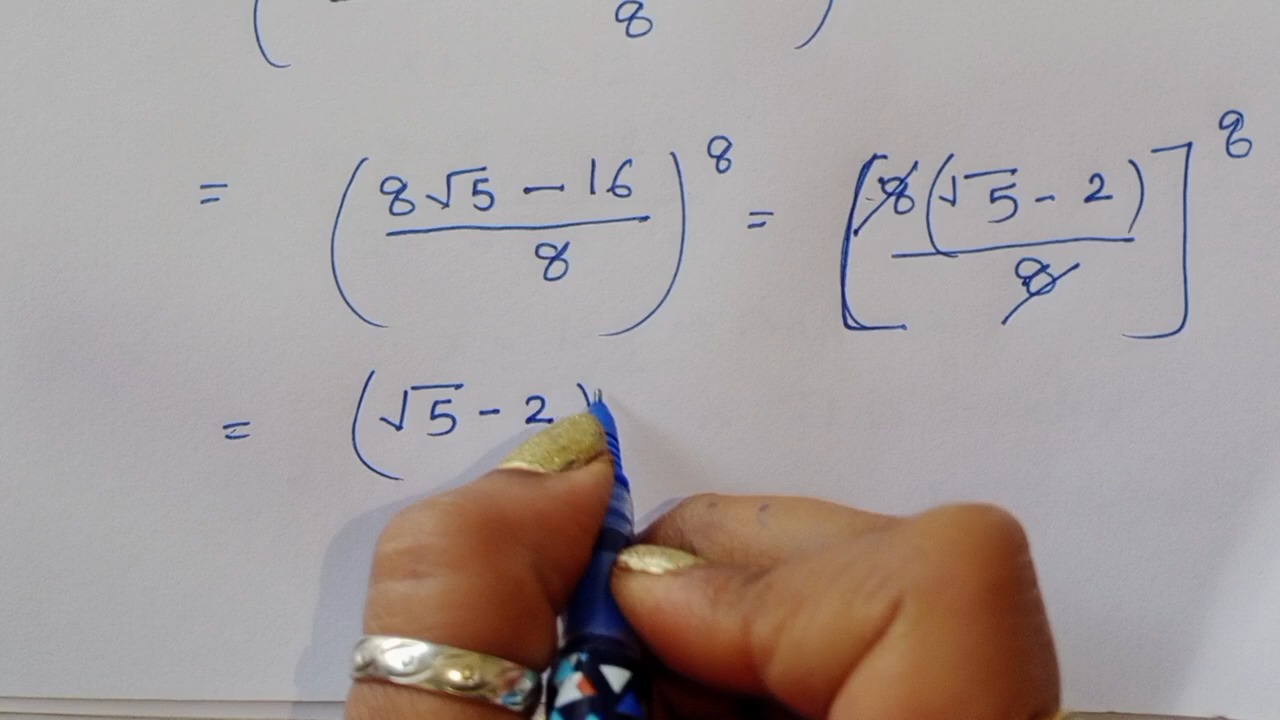 ( 8 )
= (8√5 - 16 / 8)^8 = [8(√5 - 2) / 8]^8
= (√5 - 2)